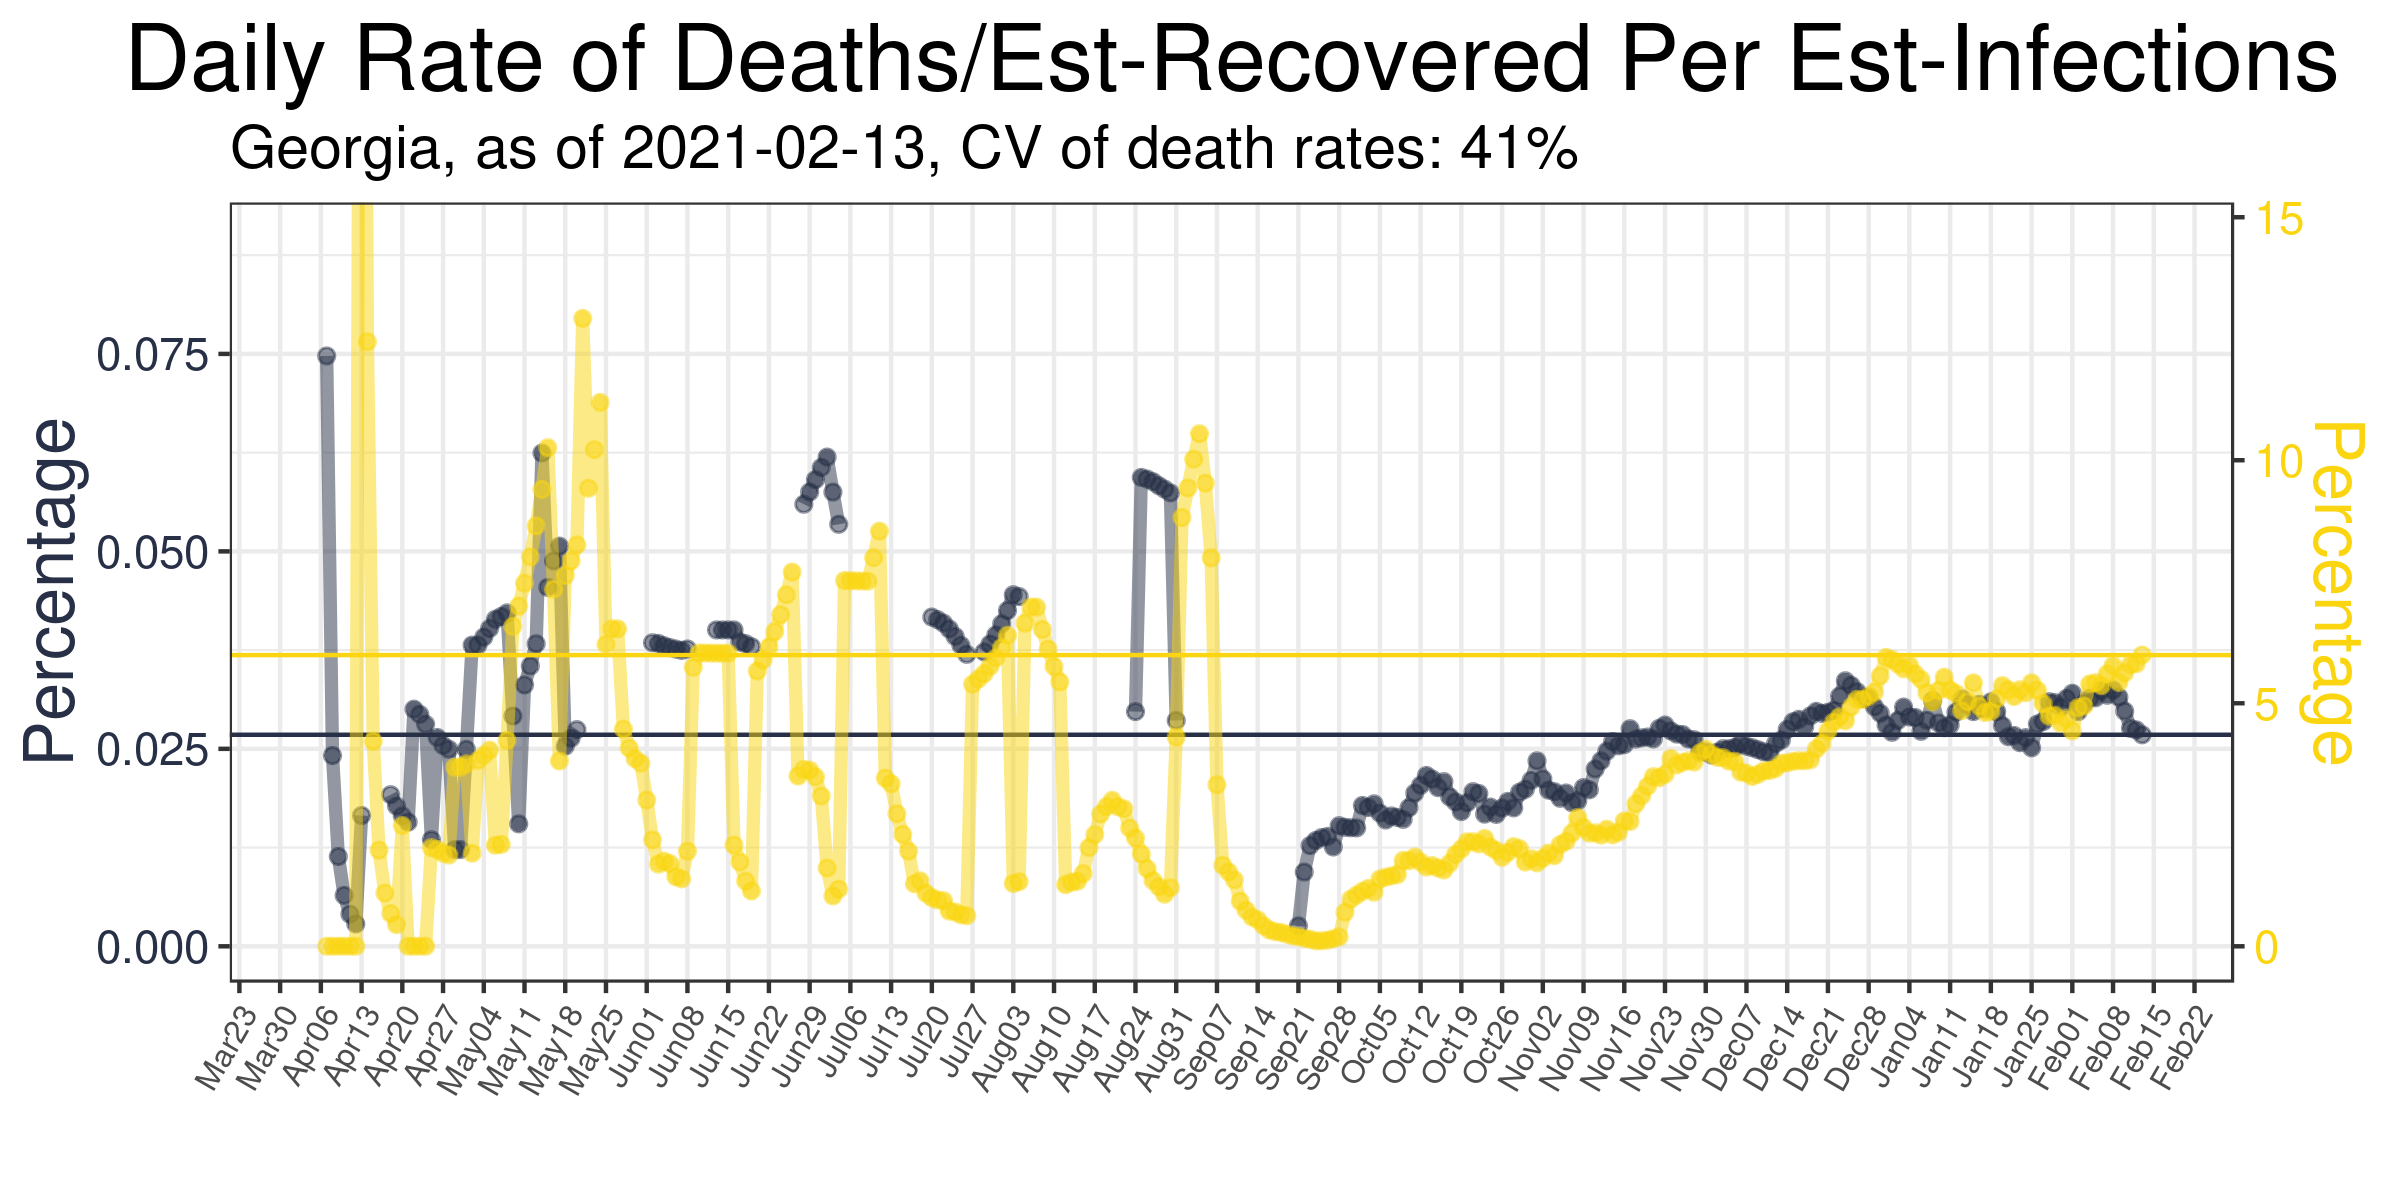 Daily Rate of Deaths/Est-Recovered Per Est-Infections
Georgia, as of 2021-02-13, CV of death rates: 41%
Percentage
0.075
0.050
0.025
0.000
15
10
5
0
Percentage
Mar23
Mar30
Apr06
Apr13
Apr20
Apr27
May04
May11
May18
May25
Jun01
Jun08
Jun15
Jun22
Jun29
Jul06
Jul13
Jul20
Jul27
Aug03
Aug10
Aug17
Aug24
Aug31
Sep07
Sep14
Sep21
Sep28
Oct05
Oct12
Oct19
Oct26
Nov02
Nov09
Nov16
Nov23
Nov30
Dec07
Dec14
Dec21
Dec28
Jan04
Jan11
Jan18
Jan25
Feb01
Feb08
Feb15
Feb22